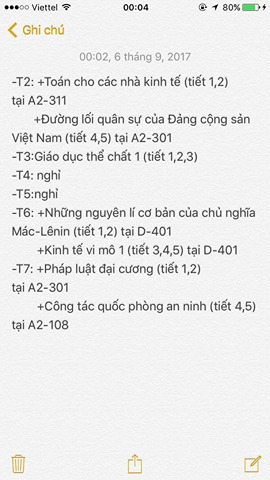 Viettel 00:04 80%
Ghi chú
00:02, 6 tháng 9, 2017
-T2: +Toán cho các nhà kinh tế (tiết 1,2)
tại A2-311
+Đường lối quân sự của Đảng cộng sản
Việt Nam (tiết 4,5) tại A2-301
-T3:Giáo dục thể chất 1 (tiết 1,2,3)
-T4: nghỉ
-T5:nghỉ
-T6: +Những nguyên lí cơ bản của chủ nghĩa
Mác-Lênin (tiết 1,2) tại D-401
+Kinh tế vi mô 1 (tiết 3,4,5) tại D-401
-T7: +Pháp luật đại cương (tiết 1,2)
tại A2-301
+Công tác quốc phòng an ninh (tiết 4,5)
tại A2-108